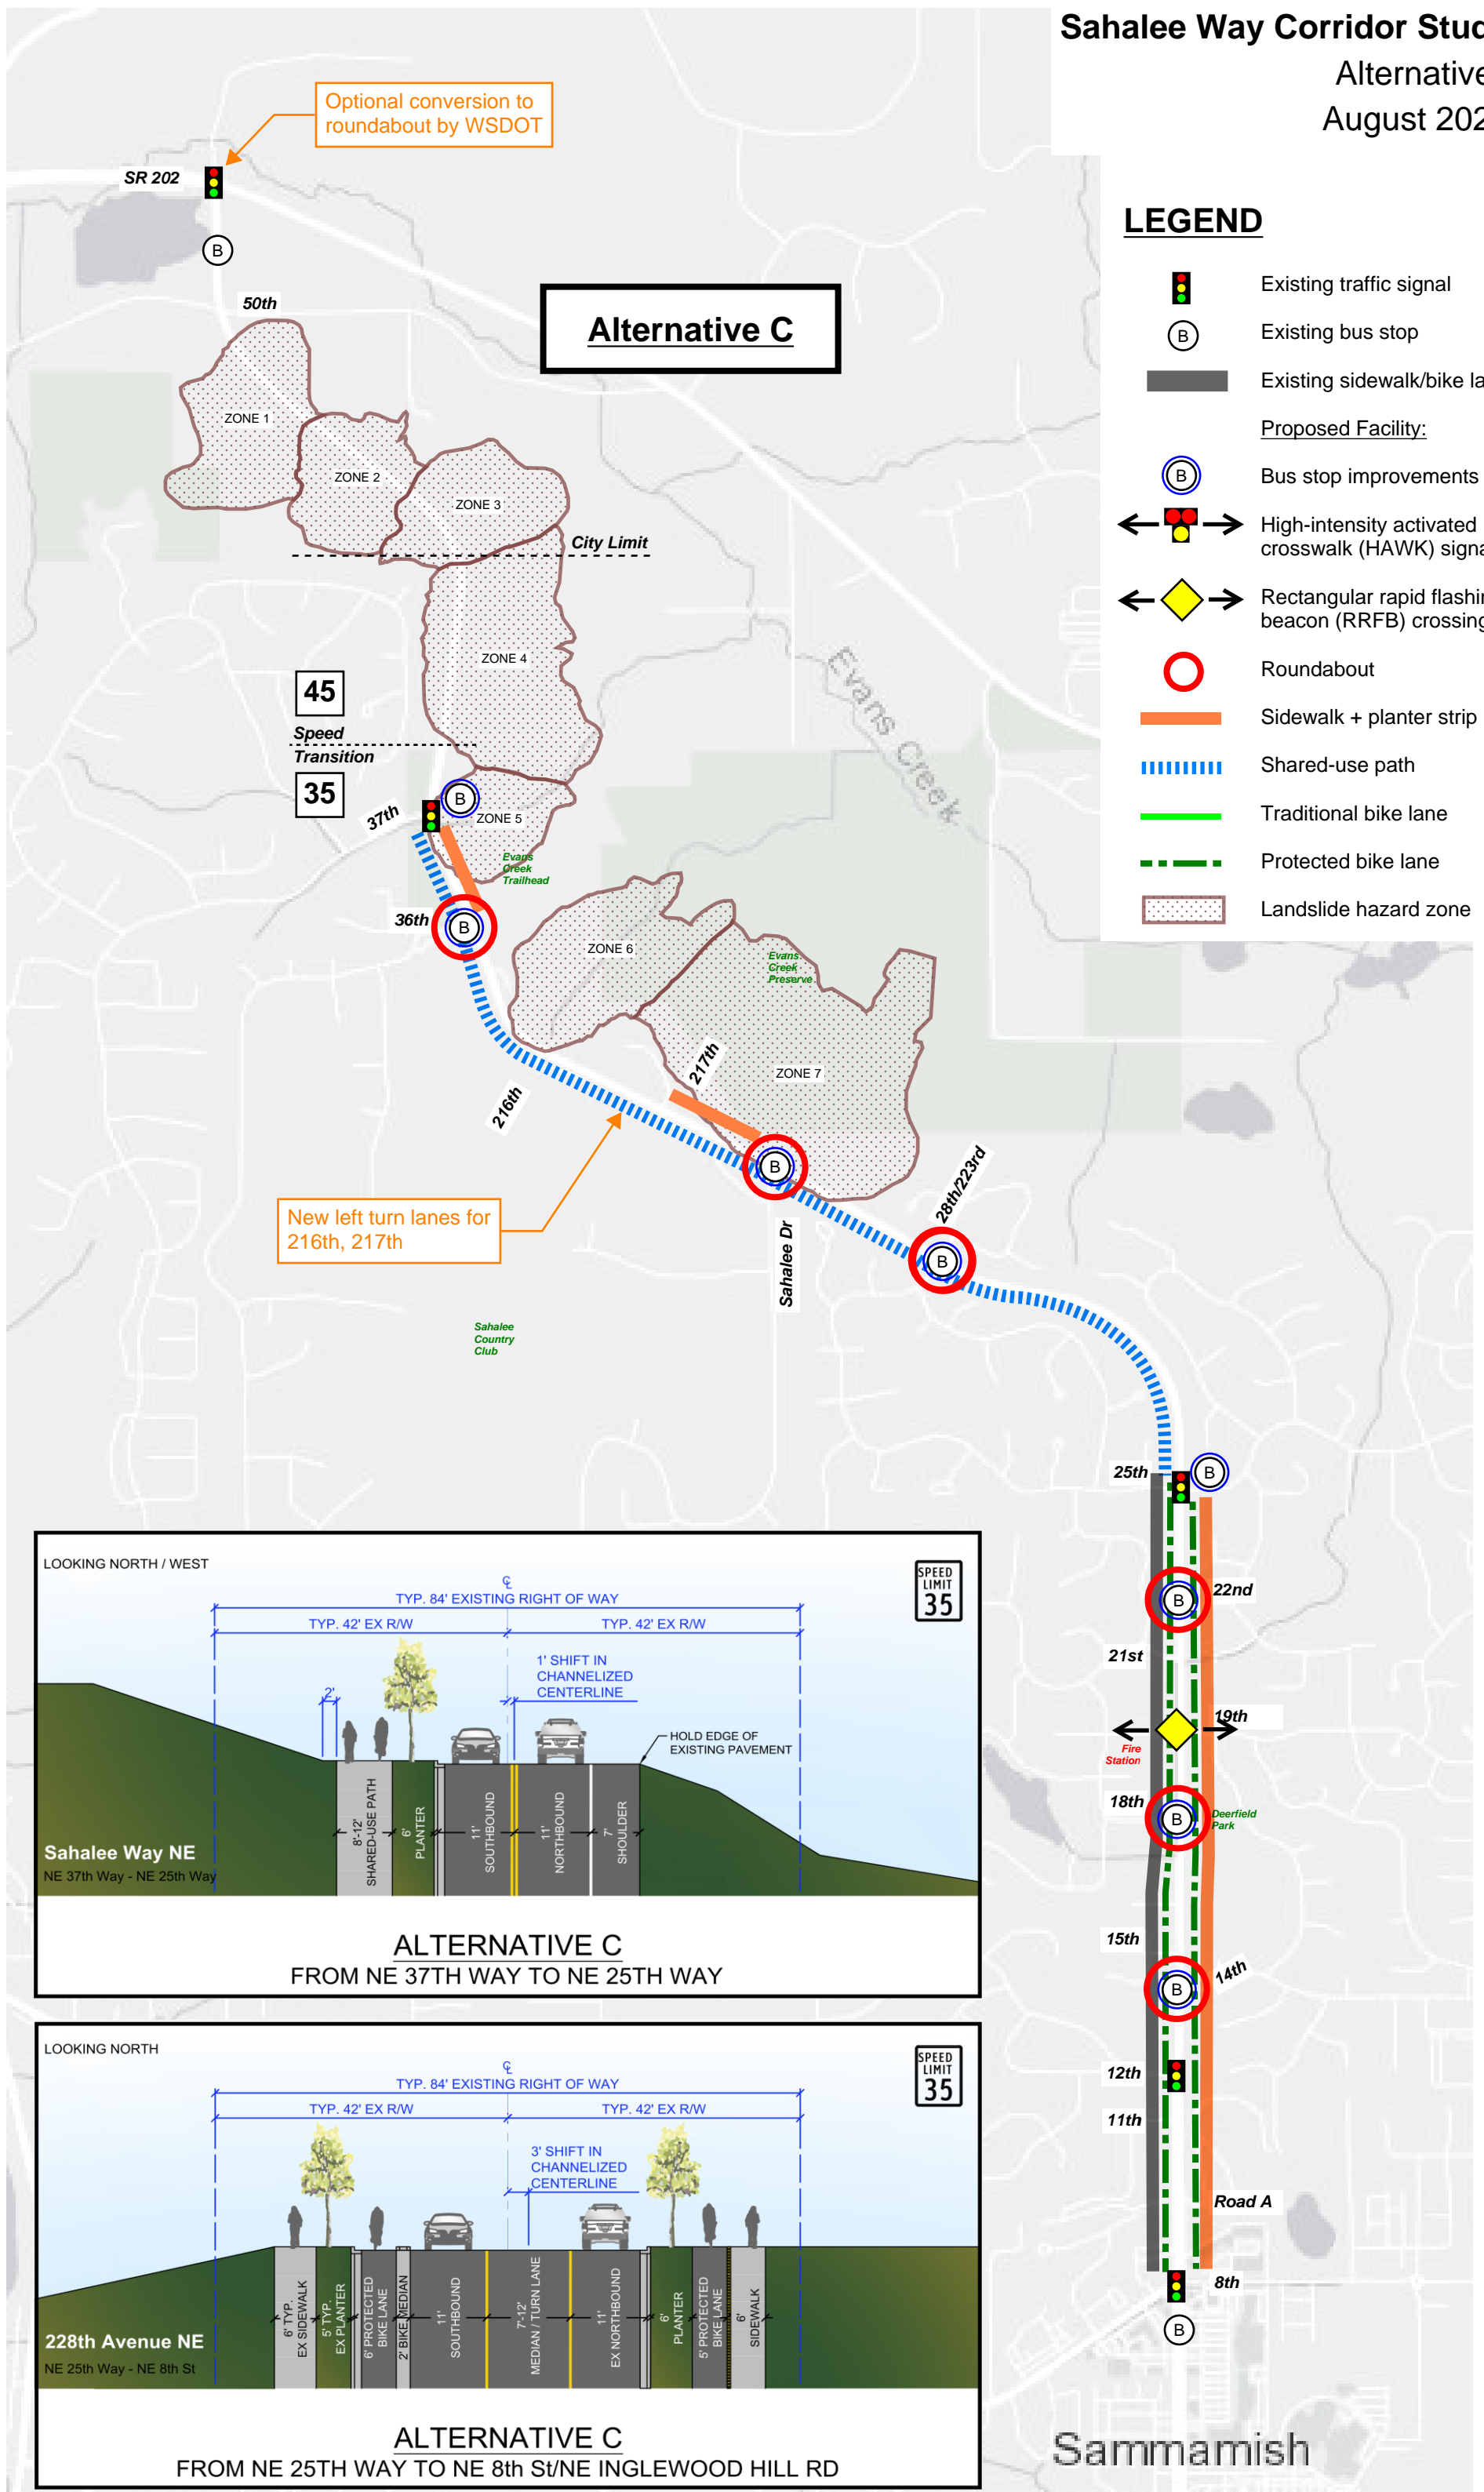 Sahalee Way Corridor Stud
Alternative
August 202
Optional conversion to
roundabout by WSDOT
SR 202
B
50th
Alternative C
LEGEND
Existing traffic signal
B
Existing bus stop
Existing sidewalk/bike la
Proposed Facility:
B
Bus stop improvements
High-intensity activated
crosswalk (HAWK) signa
Rectangular rapid flashin
beacon (RRFB) crossing
Roundabout
Sidewalk + planter strip
Shared-use path
Traditional bike lane
Protected bike lane
Landslide hazard zone
ZONE 1
ZONE 2
ZONE 3
City Limit
ZONE 4
45
Speed
Transition
35
Evans Creek
37th
B
ZONE 5
Evans
Creek
Trailhead
36th
B
ZONE 6
Evans
Creek
Preserve
217th
ZONE 7
216th
B
28th/223rd
New left turn lanes for
216th, 217th
Sahalee Dr
B
Sahalee
Country
Club
25th
B
22nd
B
21st
19th
Fire
Station
18th
B
Deerfield
Park
15th
14th
B
12th
11th
Road A
8th
B
Sammamish
LOOKING NORTH / WEST
SPEED
LIMIT
35
℄
TYP. 84' EXISTING RIGHT OF WAY
TYP. 42' EX R/W
TYP. 42' EX R/W
1' SHIFT IN
CHANNELIZED
CENTERLINE
2'
HOLD EDGE OF
EXISTING PAVEMENT
8'-12'
SHARED-USE PATH
6'
PLANTER
11'
SOUTHBOUND
11'
NORTHBOUND
7'
SHOULDER
Sahalee Way NE
NE 37th Way - NE 25th Way
ALTERNATIVE C
FROM NE 37TH WAY TO NE 25TH WAY
LOOKING NORTH
SPEED
LIMIT
35
℄
TYP. 84' EXISTING RIGHT OF WAY
TYP. 42' EX R/W
TYP. 42' EX R/W
3' SHIFT IN
CHANNELIZED
CENTERLINE
6' TYP.
EX SIDEWALK
5' TYP.
EX PLANTER
6' PROTECTED
BIKE LANE
2' BIKE MEDIAN
11'
SOUTHBOUND
7'-12'
MEDIAN / TURN LANE
11'
EX NORTHBOUND
6'
PLANTER
5' PROTECTED
BIKE LANE
6'
SIDEWALK
228th Avenue NE
NE 25th Way - NE 8th St
ALTERNATIVE C
FROM NE 25TH WAY TO NE 8th St/NE INGLEWOOD HILL RD